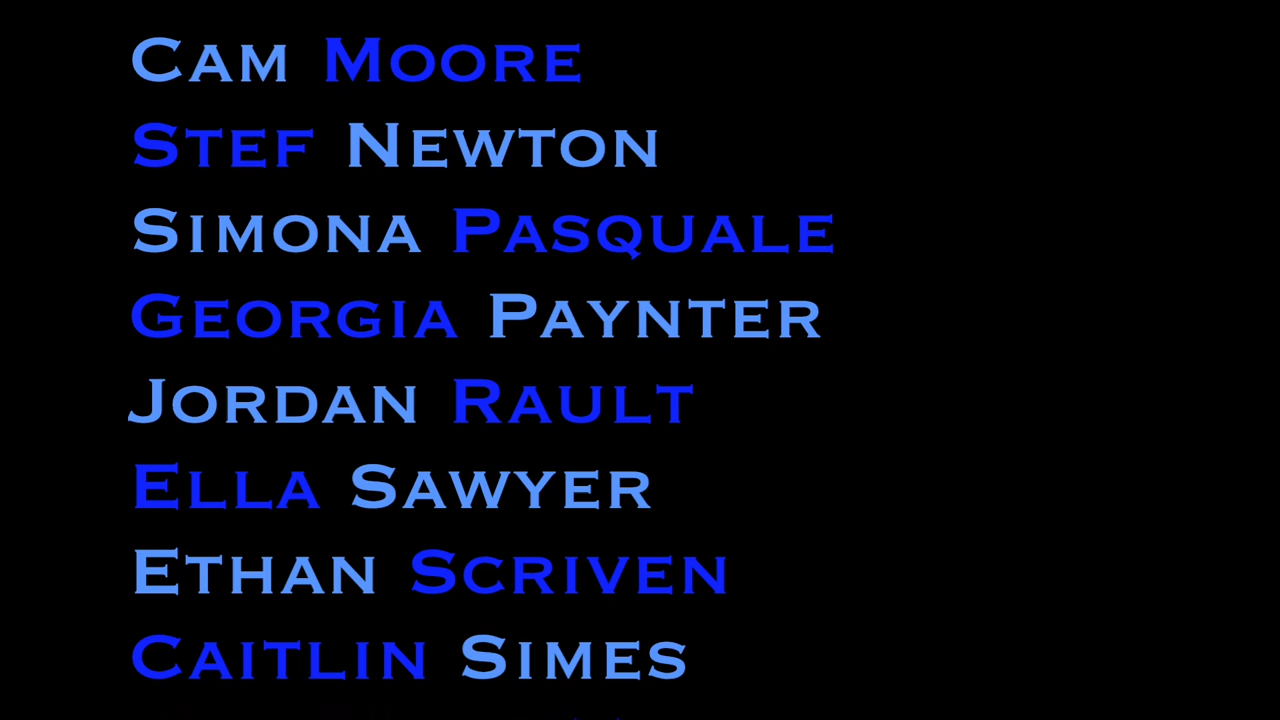 Cam Moore
Stef Newton
Simona Pasquale
Georgia Paynter
Jordan Rault
Ella Sawyer
Ethan Scriven
Caitlin Simes